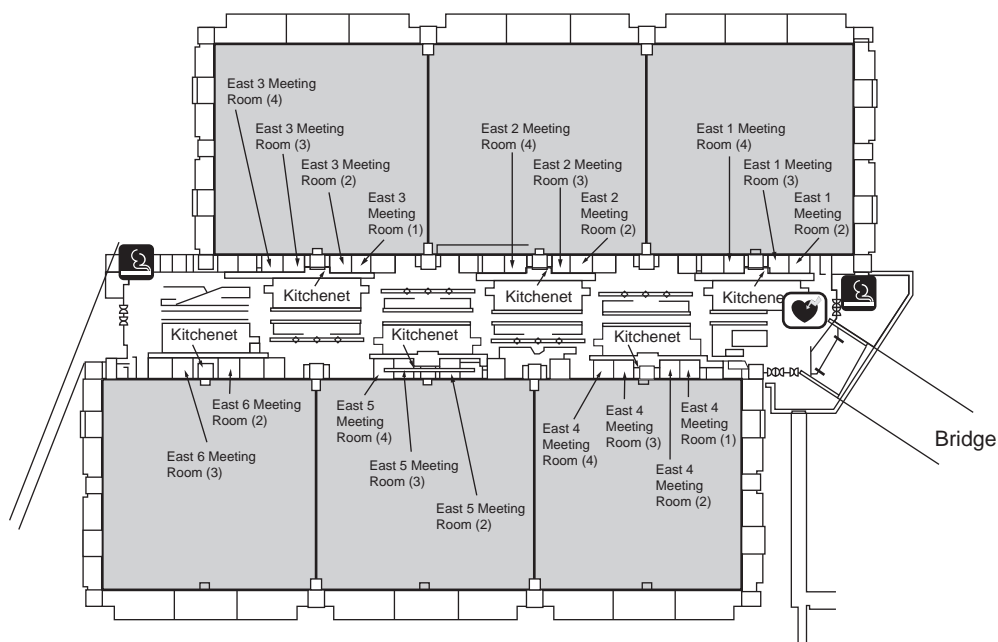 East 3 Meeting
Room (4)
East 3 Meeting
Room (3)
East 3 Meeting
Room (2)
East 3
Meeting
Room (1)
East 2 Meeting
Room (4)
East 2 Meeting
Room (3)
East 2
Meeting
Room (2)
East 1 Meeting
Room (4)
East 1 Meeting
Room (3)
East 1
Meeting
Room (2)
Kitchenet
Kitchenet
Kitchenet
Kitchenet
Kitchenet
Kitchenet
East 6 Meeting
Room (2)
East 6 Meeting
Room (3)
East 5
Meeting
Room (4)
East 5 Meeting
Room (3)
East 5 Meeting
Room (2)
East 4
Meeting
Room (4)
East 4
Meeting
Room (3)
East 4
Meeting
Room (1)
East 4
Meeting
Room (2)
Bridge